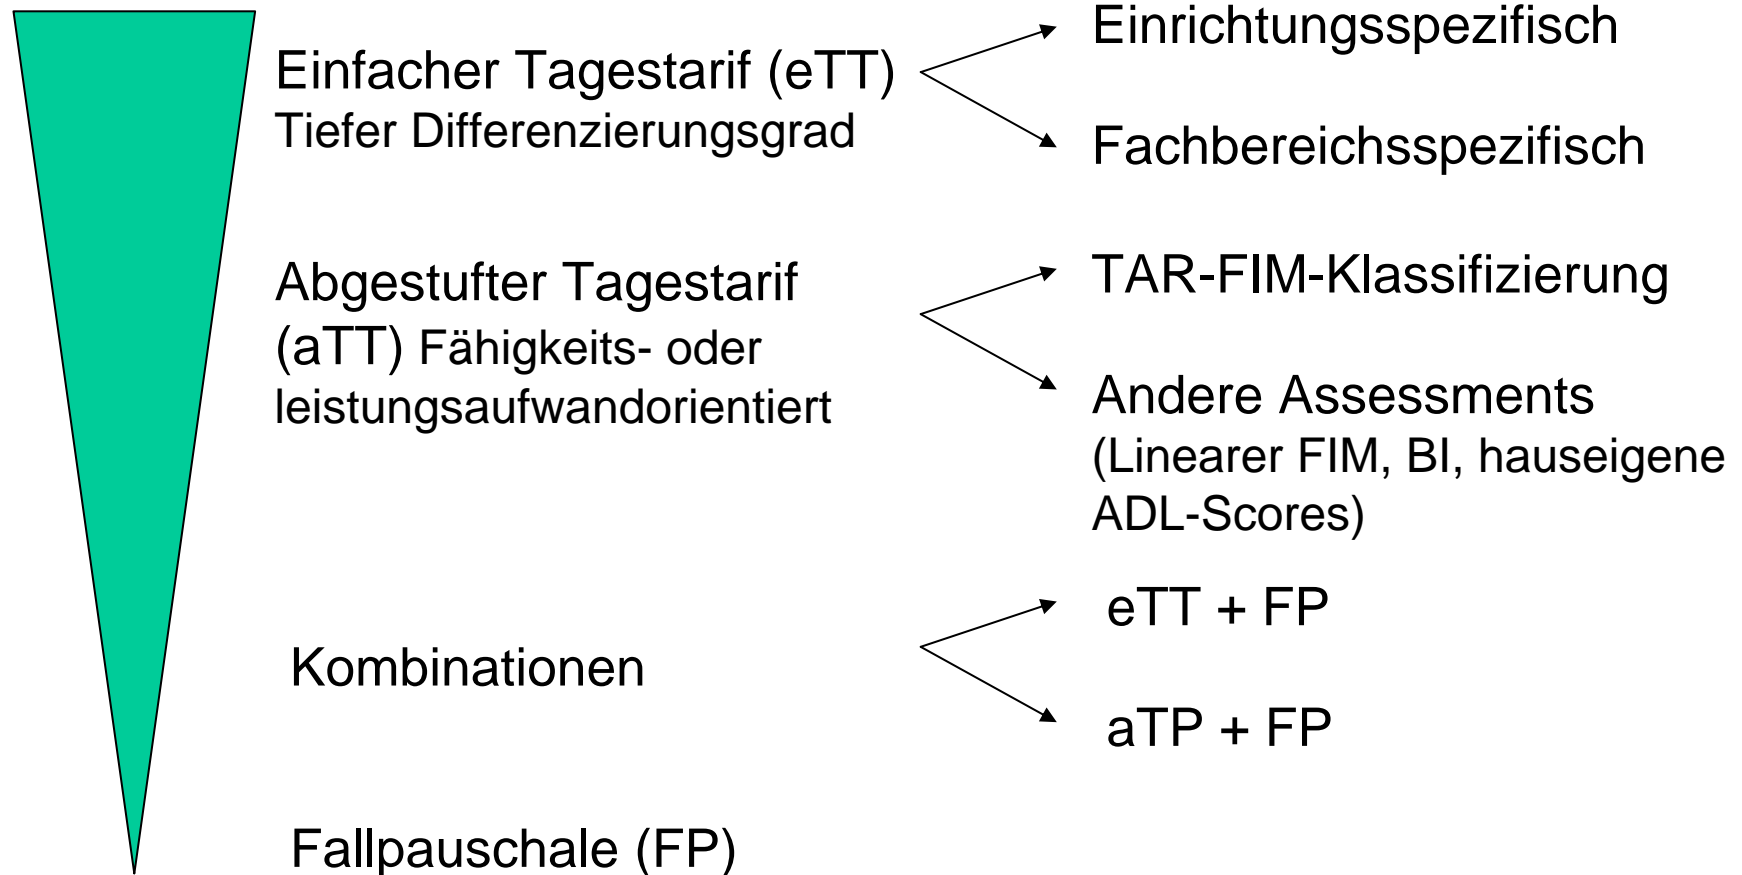 Einfacher Tagestarif (eTT)
Tiefer Differenzierungsgrad
Einrichtungsspezifisch
Fachbereichsspezifisch
Abgestufter Tagestarif
(aTT) Fähigkeits- oder
leistungsaufwandorientiert
TAR-FIM-Klassifizierung
Andere Assessments
(Linearer FIM, BI, hauseigene
ADL-Scores)
Kombinationen
eTT + FP
aTP + FP
Fallpauschale (FP)